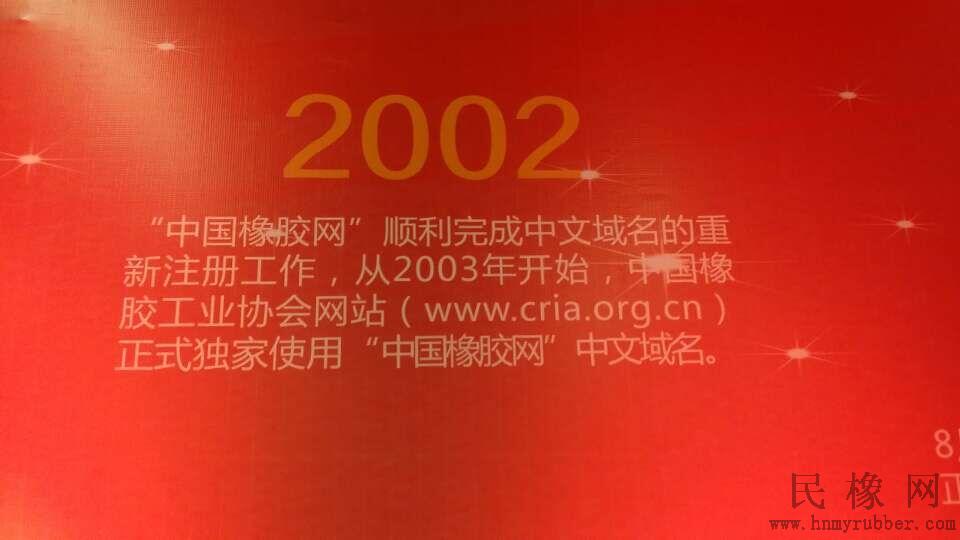 2002
“中国橡胶网”顺利完成中文域名的重
新注册工作，从2003年开始，中国橡
胶工业协会网站（www.cria.org.cn）
正式独家使用“中国橡胶网”中文域名。
8
正
民橡网
www.hnmyrubber.com